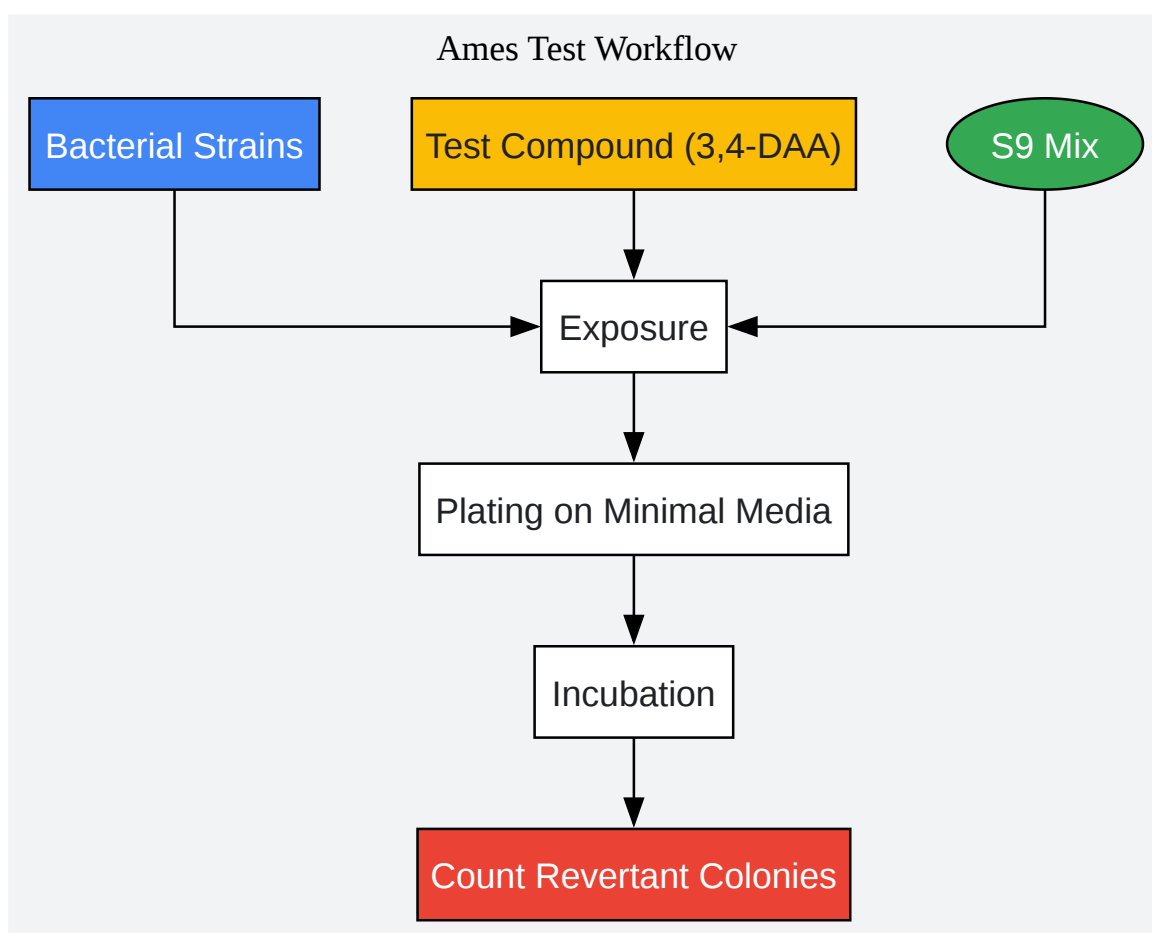 Ames Test Workflow
Bacterial Strains
Test Compound (3,4-DAA)
S9 Mix
Exposure
Plating on Minimal Media
Incubation
Count Revertant Colonies